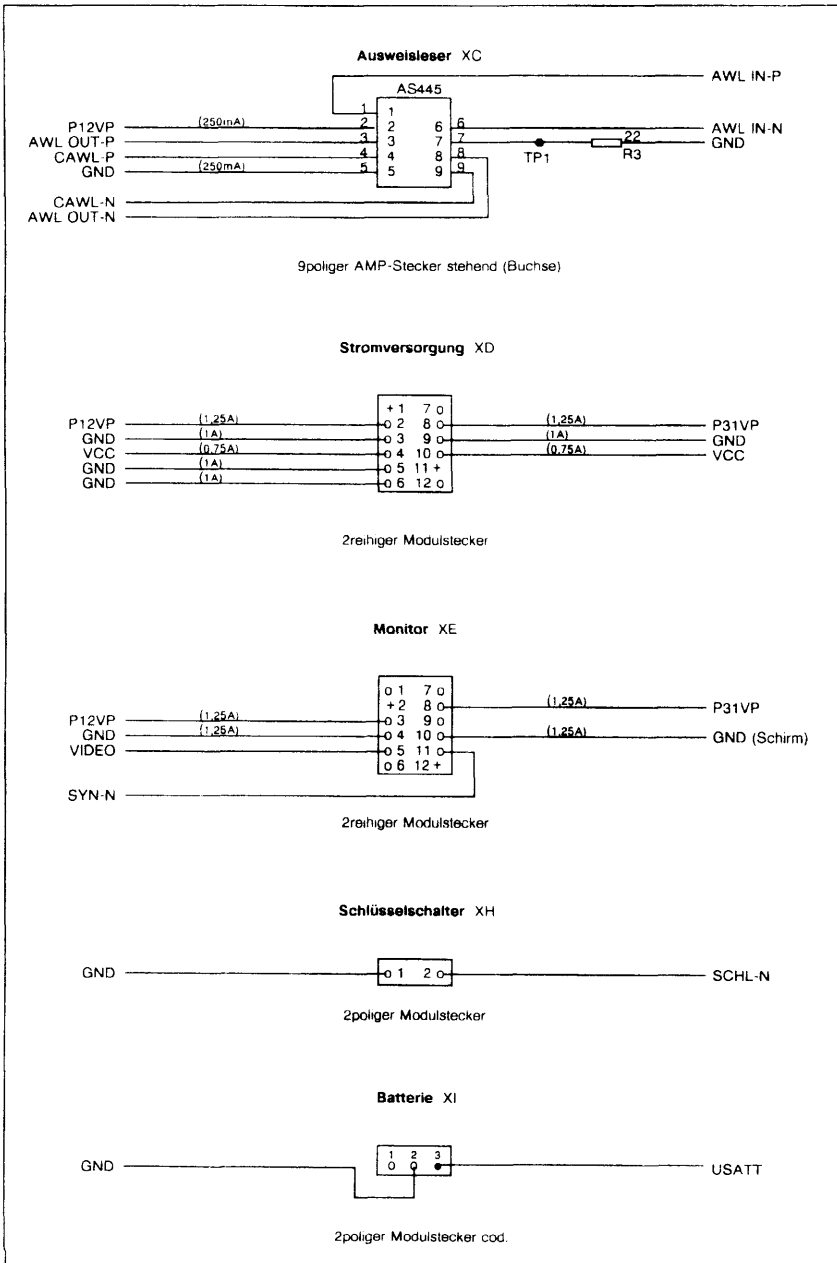 Ausweisleser XC
AWL IN-P
AS445
1 1
P12VP (250mA) 2 2 6 6 AWL IN-N
AWL OUT-P 3 3 7 7 TP1 22 R3 GND
CAWL-P 4 4 8 8
GND (250mA) 5 5 9 9
CAWL-N
AWL OUT-N
9poliger AMP-Stecker stehend (Buchse)
Stromversorgung XD
+ 1 7 o
P12VP (1,25A) o 2 8 o (1,25A) P31VP
GND (1A) o 3 9 o (1A) GND
VCC (0,75A) o 4 10 o (0,75A) VCC
GND (1A) o 5 11 +
GND (1A) o 6 12 o
2reihiger Modulstecker
Monitor XE
o 1 7 o
+ 2 8 o (1,25A) P31VP
P12VP (1,25A) o 3 9 o
GND (1,25A) o 4 10 o (1,25A) GND (Schirm)
VIDEO o 5 11 o
o 6 12 +
SYN-N
2reihiger Modulstecker
Schlüsselschalter XH
GND o 1 2 o SCHL-N
2poliger Modulstecker
Batterie XI
1 2 3
GND o o USATT
2poliger Modulstecker cod.